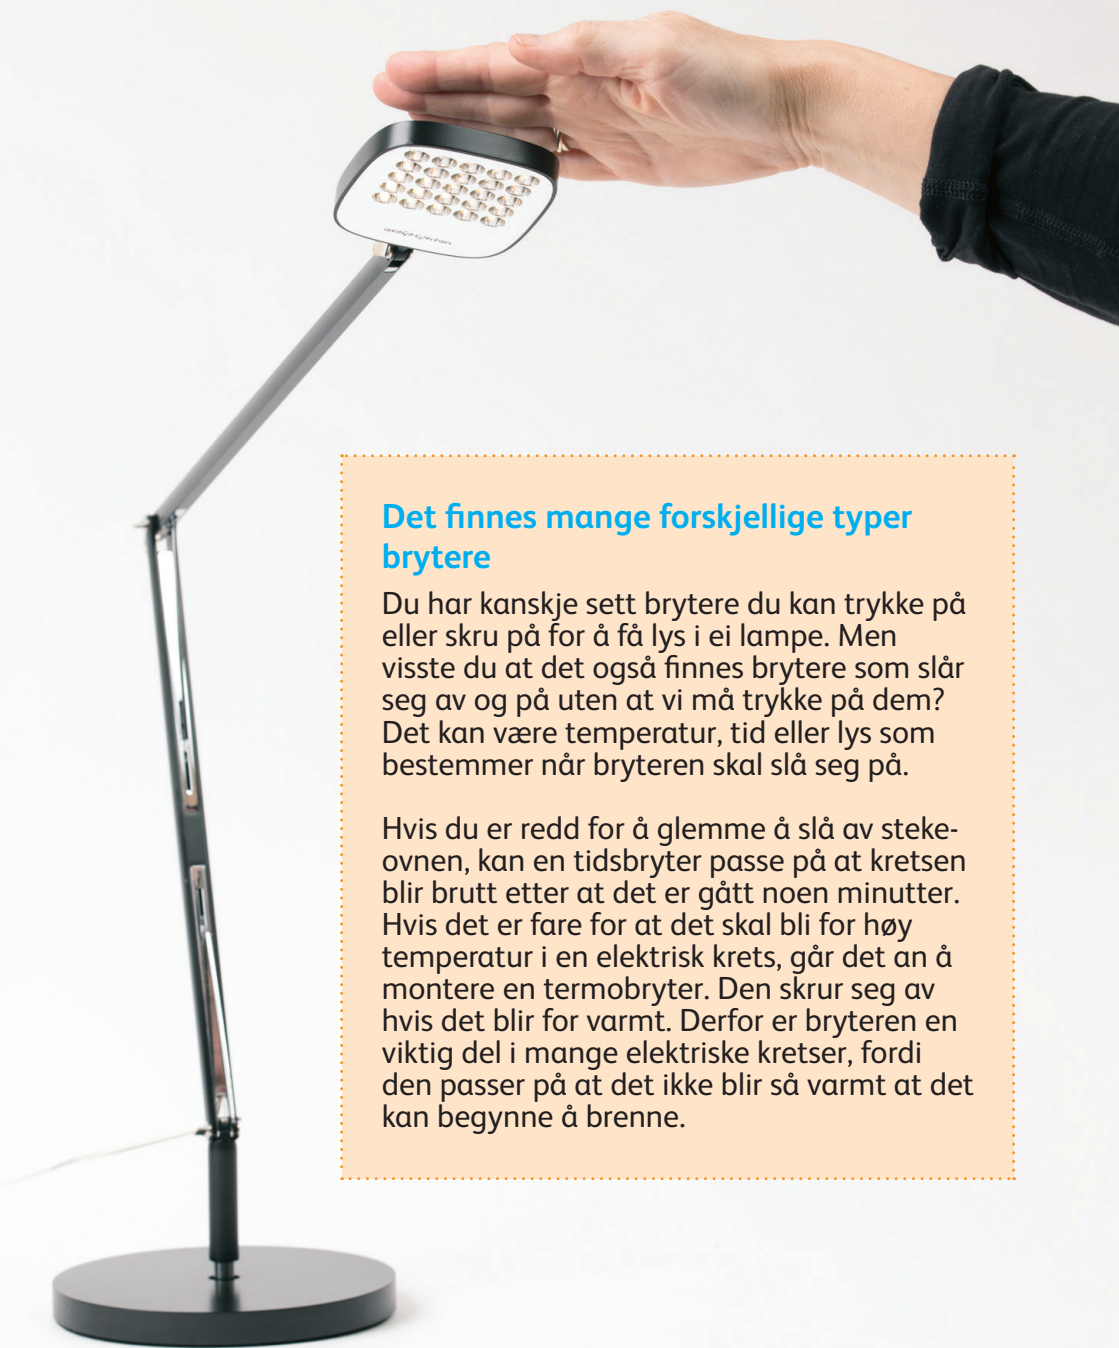 Det finnes mange forskjellige typer
brytere
Du har kanskje sett brytere du kan trykke på
eller skru på for å få lys i ei lampe. Men
visste du at det også finnes brytere som slår
seg av og på uten at vi må trykke på dem?
Det kan være temperatur, tid eller lys som
bestemmer når bryteren skal slå seg på.
Hvis du er redd for å glemme å slå av steke-
ovnen, kan en tidsbryter passe på at kretsen
blir brutt etter at det er gått noen minutter.
Hvis det er fare for at det skal bli for høy
temperatur i en elektrisk krets, går det an å
montere en termobryter. Den skrur seg av
hvis det blir for varmt. Derfor er bryteren en
viktig del i mange elektriske kretser, fordi
den passer på at det ikke blir så varmt at det
kan begynne å brenne.